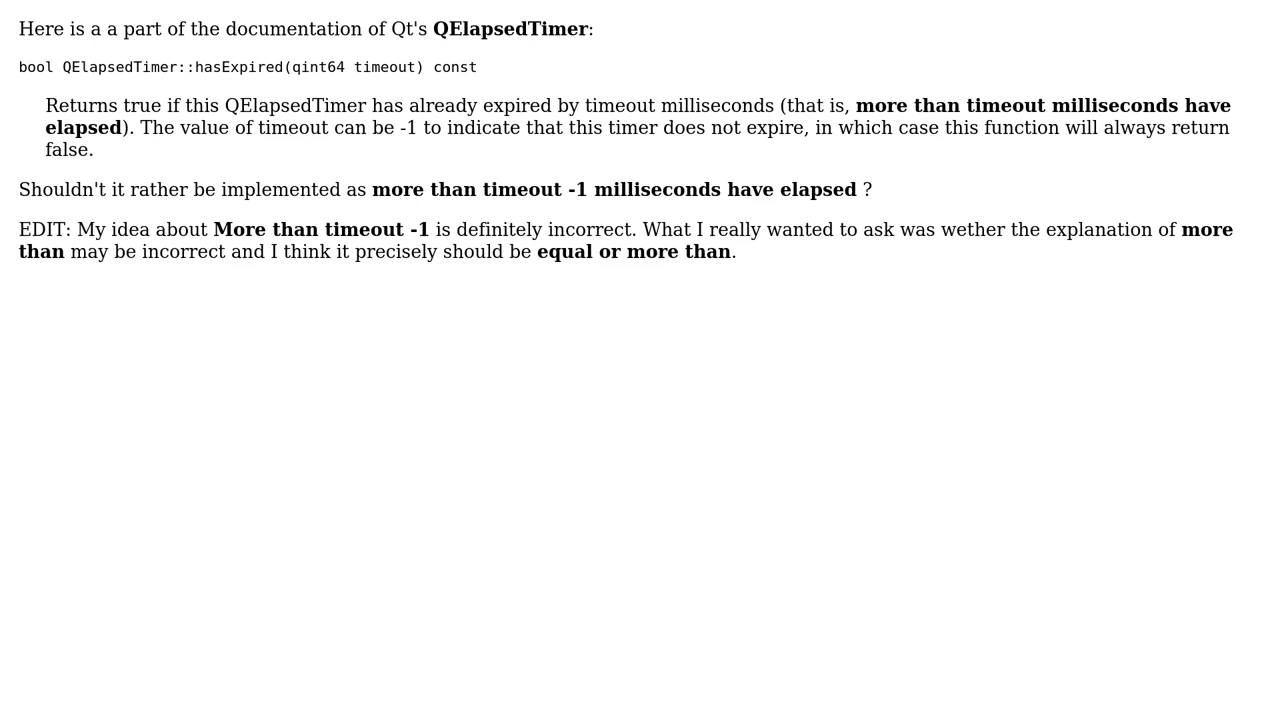 Here is a a part of the documentation of Qt's QElapsedTimer:
bool QElapsedTimer::hasExpired(qint64 timeout) const
Returns true if this QElapsedTimer has already expired by timeout milliseconds (that is, more than timeout milliseconds have
elapsed). The value of timeout can be -1 to indicate that this timer does not expire, in which case this function will always return
false.
Shouldn't it rather be implemented as more than timeout -1 milliseconds have elapsed ?
EDIT: My idea about More than timeout -1 is definitely incorrect. What I really wanted to ask was wether the explanation of more
than may be incorrect and I think it precisely should be equal or more than.